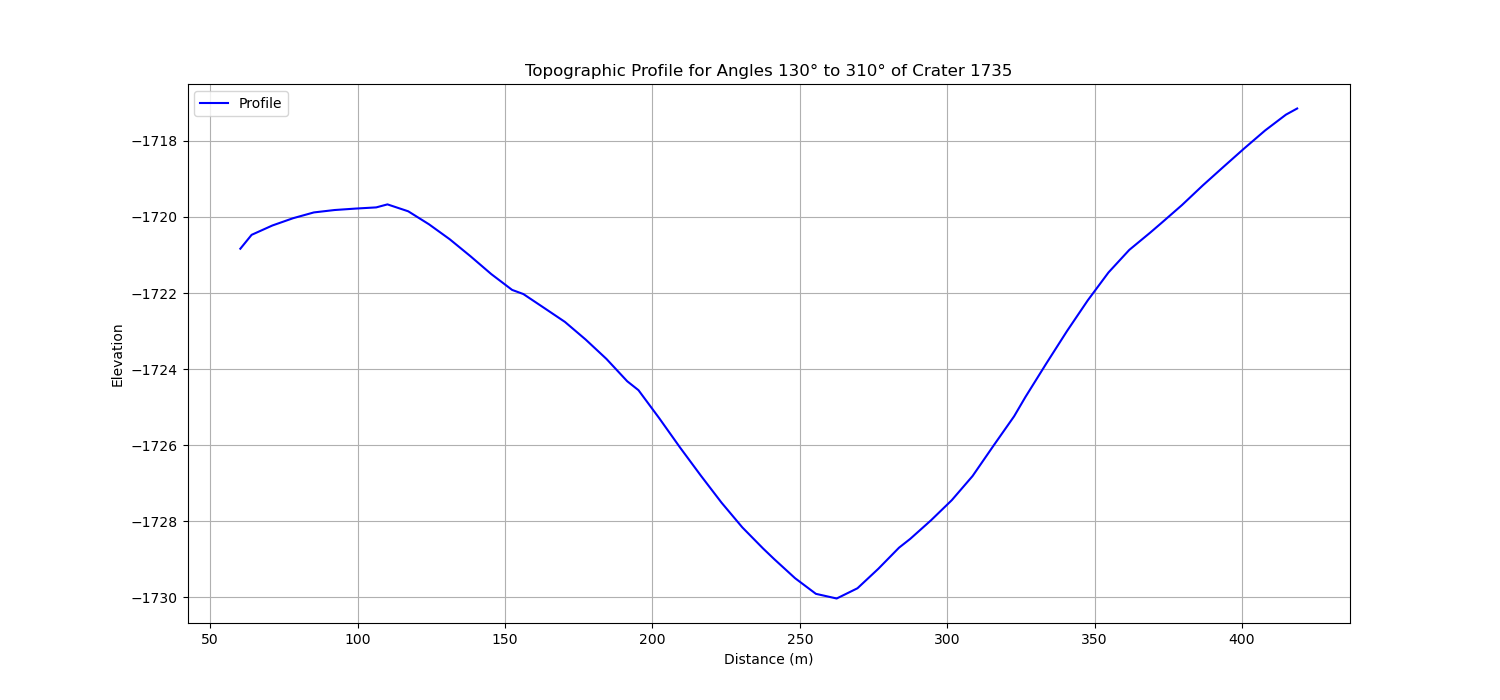 Topographic Profile for Angles 130° to 310° of Crater 1735
Profile
−1718
−1720
−1722
−1724
−1726
−1728
−1730
Elevation
50 100 150 200 250 300 350 400
Distance (m)